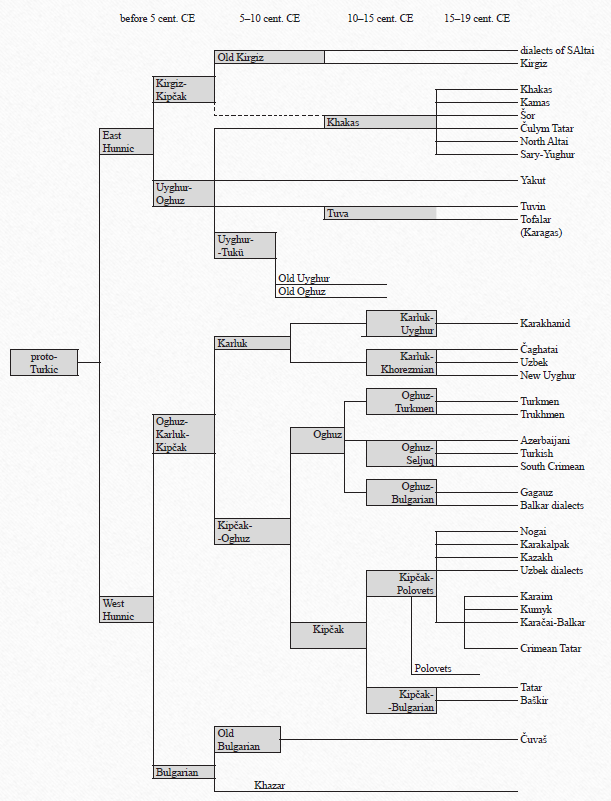 before 5 cent. CE 5–10 cent. CE 10–15 cent. CE 15–19 cent. CE
dialects of SAltai
Old Kirgiz
Kirgiz
Kirgiz-
Kipčak
Khakas
Kamas
Šor
Khakas
Čulym Tatar
East
Hunnic
North Altai
Sary-Yughur
Yakut
Uyghur-
Oghuz
Tuvin
Tuva
Tofalar
(Karagas)
Uyghur-
-Tukü
Old Uyghur
Old Oghuz
Karluk-
Uyghur
Karakhanid
Karluk
proto-
Turkic
Čaghatai
Karluk-
Khorezmian
Uzbek
New Uyghur
Oghuz-
Turkmen
Turkmen
Trukhmen
Oghuz-
Karluk-
Kipčak
Oghuz
Azerbaijani
Oghuz-
Seljuq
Turkish
South Crimean
Oghuz-
Bulgarian
Gagauz
Balkar dialects
Kipčak-
-Oghuz
Nogai
Karakalpak
Kazakh
Uzbek dialects
Kipčak-
Polovets
West
Hunnic
Karaim
Kumyk
Karačai-Balkar
Kipčak
Crimean Tatar
Polovets
Tatar
Kipčak-
-Bulgarian
Baškir
Old
Bulgarian
Čuvaš
Bulgarian
Khazar